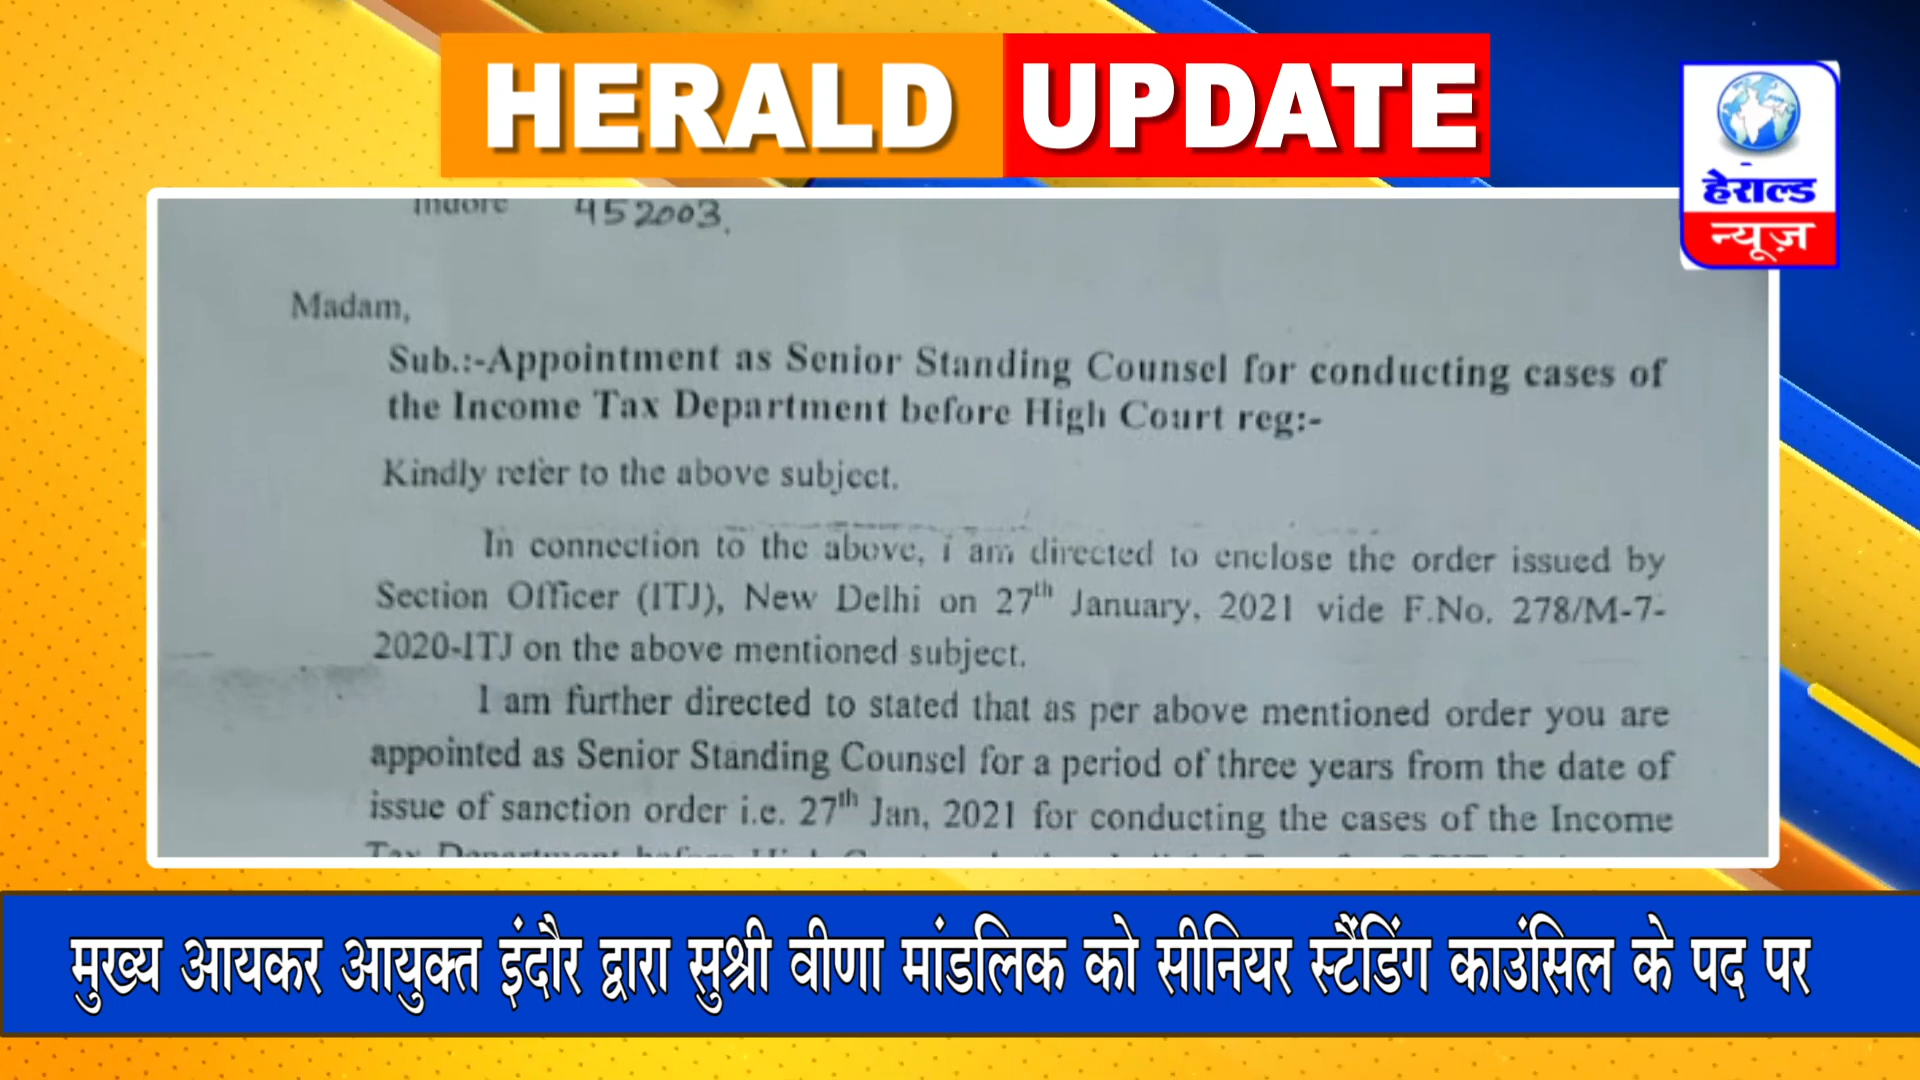 HERALD UPDATE
हेराल्ड
न्यूज़
Indore 452003.
Madam,
Sub.:-Appointment as Senior Standing Counsel for conducting cases of
the Income Tax Department before High Court reg:-
Kindly refer to the above subject.
In connection to the above, i am directed to enclose the order issued by
Section Officer (ITJ), New Delhi on 27th January, 2021 vide F.No. 278/M-7-
2020-ITJ on the above mentioned subject.
I am further directed to stated that as per above mentioned order you are
appointed as Senior Standing Counsel for a period of three years from the date of
issue of sanction order i.e. 27th Jan, 2021 for conducting the cases of the Income
Tax Department before High
मुख्य आयकर आयुक्त इंदौर द्वारा सुश्री वीणा मांडलिक को सीनियर स्टैंडिंग काउंसिल के पद पर